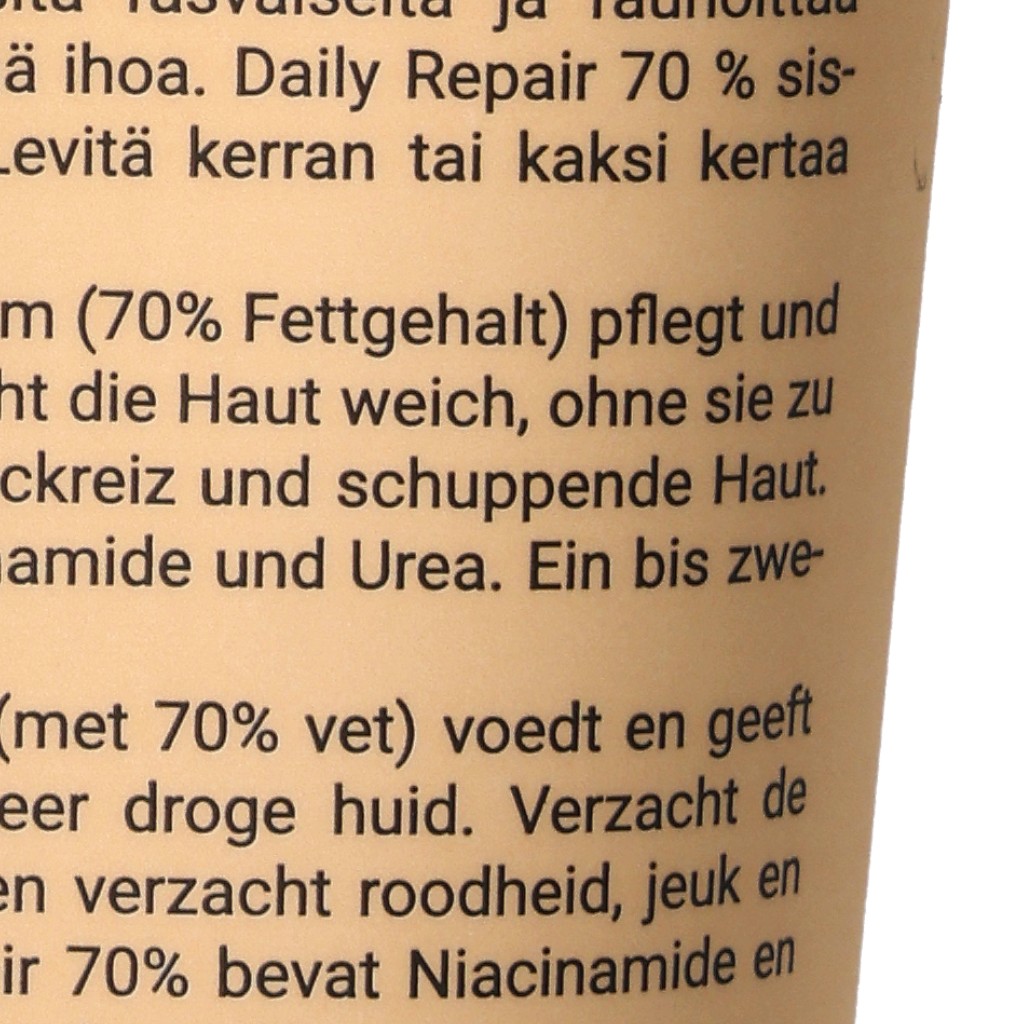 ja rauhoittaa
ä ihoa. Daily Repair 70 % sis-
Levitä kerran tai kaksi kertaa
m (70% Fettgehalt) pflegt und
ht die Haut weich, ohne sie zu
ckreiz und schuppende Haut.
amide und Urea. Ein bis zwe-
(met 70% vet) voedt en geeft
eer droge huid. Verzacht de
en verzacht roodheid, jeuk en
ir 70% bevat Niacinamide en